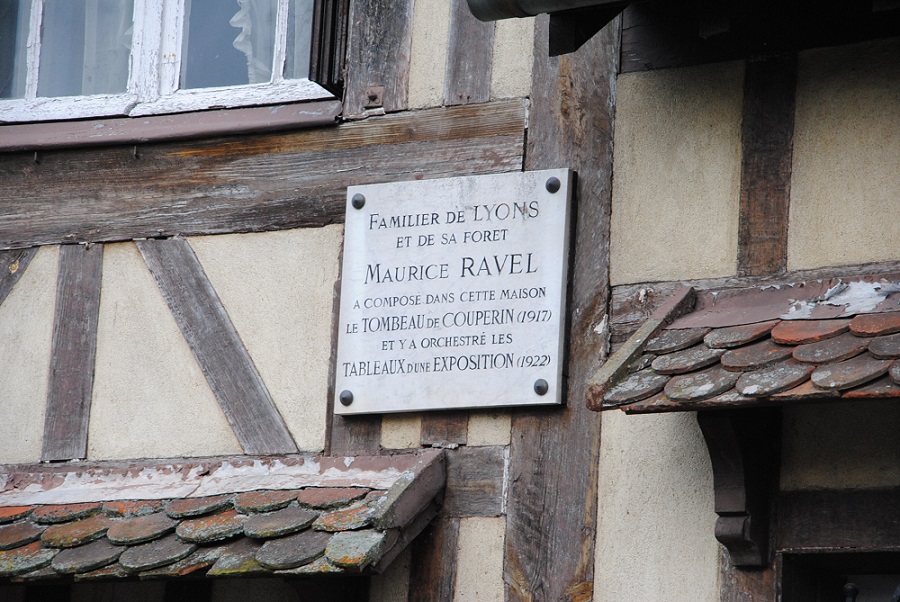 FAMILIER DE LYONS
ET DE SA FORET
MAURICE RAVEL
A COMPOSE DANS CETTE MAISON
LE TOMBEAU DE COUPERIN (1917)
ET Y A ORCHESTRÉ LES
TABLEAUX D'UNE EXPOSITION (1922)